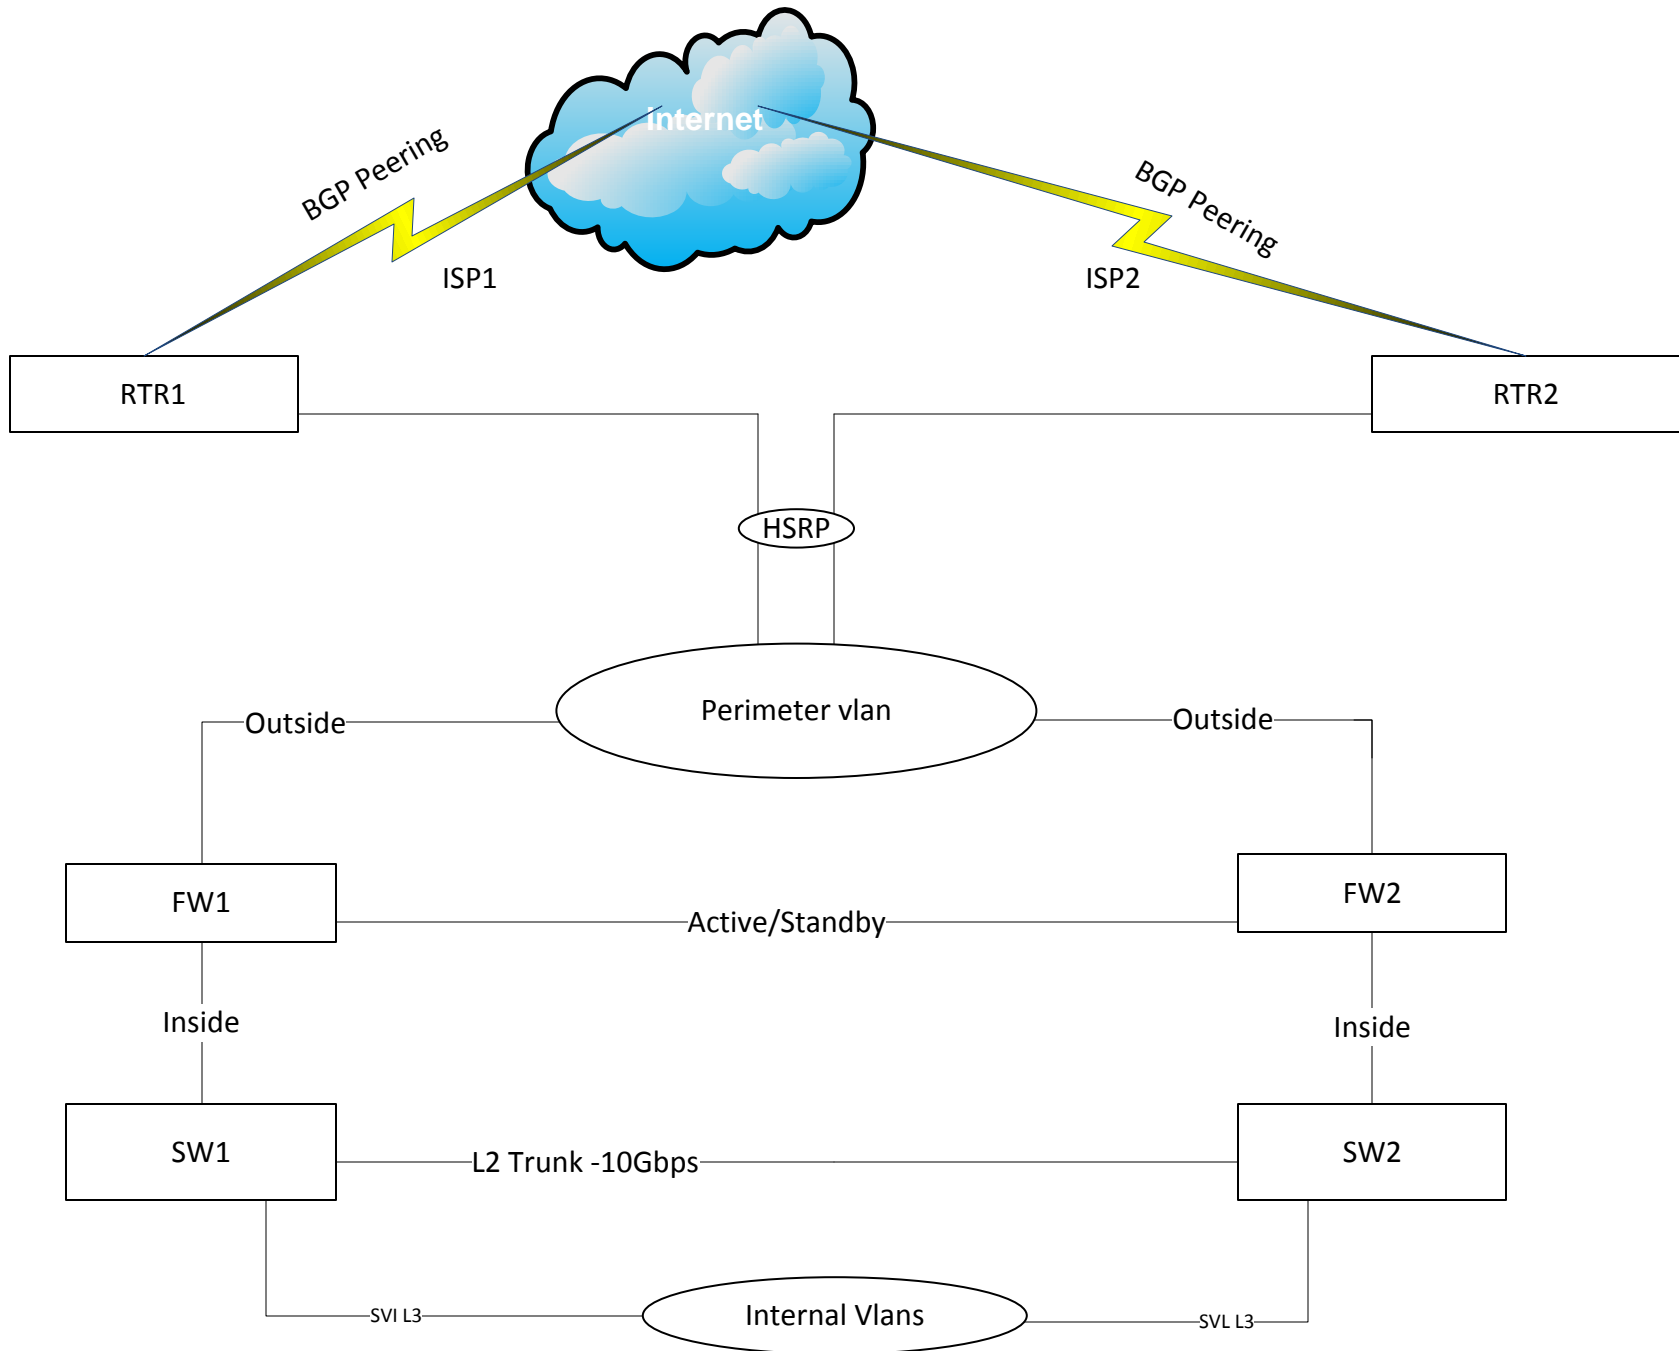 internet
BGP Peering
BGP Peering
ISP1
ISP2
RTR1
RTR2
HSRP
Perimeter vlan
Outside
Outside
FW1
FW2
Active/Standby
Inside
Inside
SW1
SW2
L2 Trunk -10Gbps
SVI L3
Internal Vlans
SVL L3